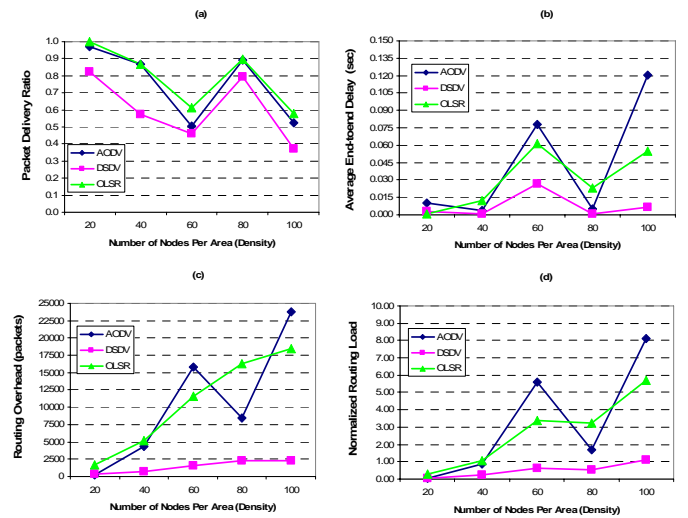 (a)
Packet Delivery Ratio
1.0
0.9
0.8
0.7
0.6
0.5
0.4
0.3
0.2
0.1
0.0
AODV
DSDV
OLSR
20 40 60 80 100
Number of Nodes Per Area (Density)
(b)
Average End-toend Delay (sec)
0.150
0.135
0.120
0.105
0.090
0.075
0.060
0.045
0.030
0.015
0.000
AODV
DSDV
OLSR
20 40 60 80 100
Number of Nodes Per Area (Density)
(c)
Routing Overhead (packets)
25000
22500
20000
17500
15000
12500
10000
7500
5000
2500
0
AODV
DSDV
OLSR
20 40 60 80 100
Number of Nodes Per Area (Density)
(d)
Normalized Routing Load
10.00
9.00
8.00
7.00
6.00
5.00
4.00
3.00
2.00
1.00
0.00
AODV
DSDV
OLSR
20 40 60 80 100
Number of Nodes Per Area (Density)